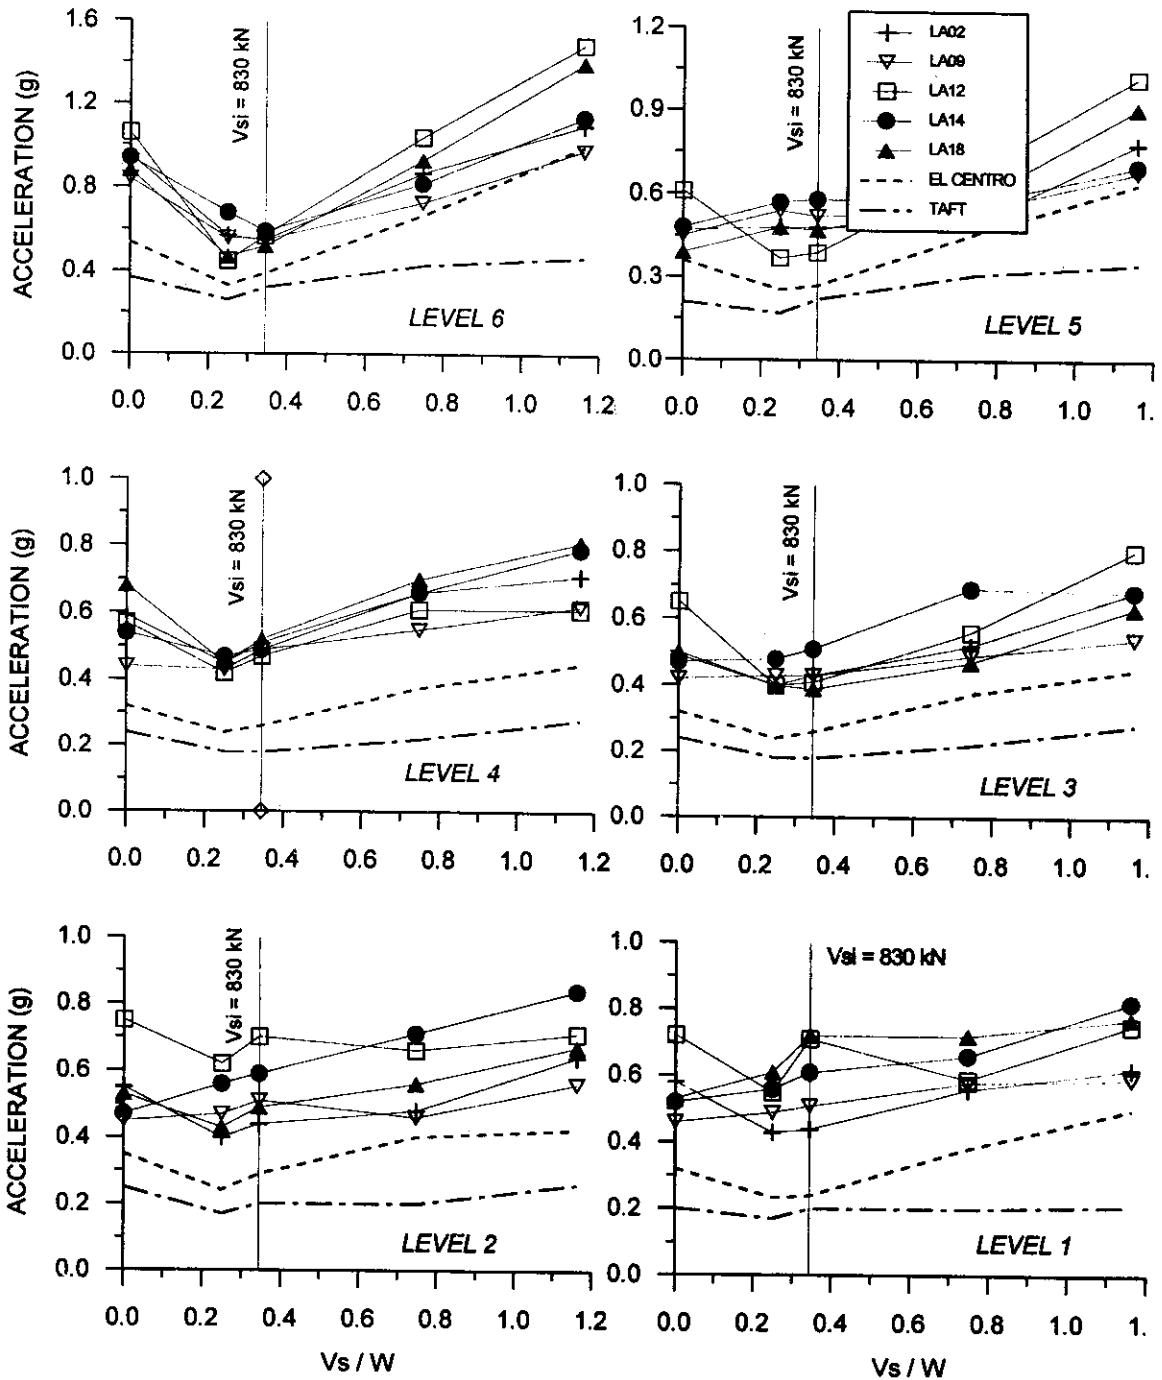 ACCELERATION (g)
1.6
1.2
0.8
0.4
0.0
Vsi = 830 kN
LEVEL 6
0.0 0.2 0.4 0.6 0.8 1.0 1.2
1.2
0.9
0.6
0.3
0.0
Vsi = 830 kN
LA02
LA09
LA12
LA14
LA18
EL CENTRO
TAFT
LEVEL 5
0.0 0.2 0.4 0.6 0.8 1.0 1.
ACCELERATION (g)
1.0
0.8
0.6
0.4
0.2
0.0
Vsi = 830 kN
LEVEL 4
0.0 0.2 0.4 0.6 0.8 1.0 1.2
1.0
0.8
0.6
0.4
0.2
0.0
Vsi = 830 kN
LEVEL 3
0.0 0.2 0.4 0.6 0.8 1.0 1.
ACCELERATION (g)
1.0
0.8
0.6
0.4
0.2
0.0
Vsi = 830 kN
LEVEL 2
0.0 0.2 0.4 0.6 0.8 1.0 1.2
Vs / W
1.0
0.8
0.6
0.4
0.2
0.0
Vsi = 830 kN
LEVEL 1
0.0 0.2 0.4 0.6 0.8 1.0 1.
Vs / W